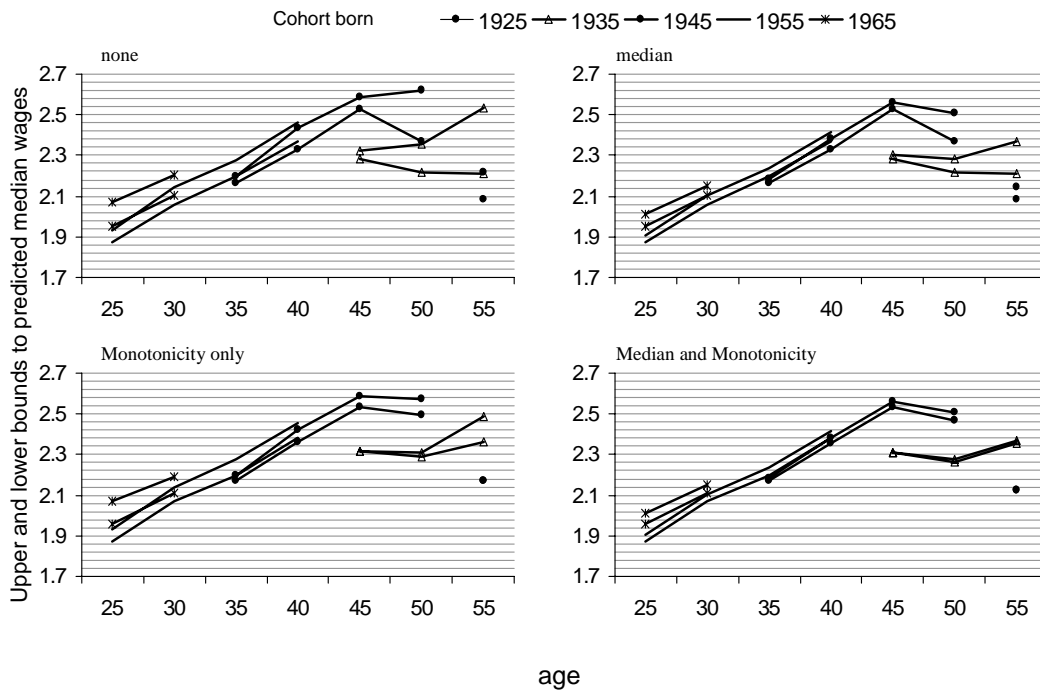 Cohort born 1925 1935 1945 1955 1965
none
median
2.7
2.5
2.3
2.1
1.9
1.7
25 30 35 40 45 50 55
2.7
2.5
2.3
2.1
1.9
1.7
25 30 35 40 45 50 55
Monotonicity only
Median and Monotonicity
2.7
2.5
2.3
2.1
1.9
1.7
25 30 35 40 45 50 55
2.7
2.5
2.3
2.1
1.9
1.7
25 30 35 40 45 50 55
Upper and lower bounds to predicted median wages
age